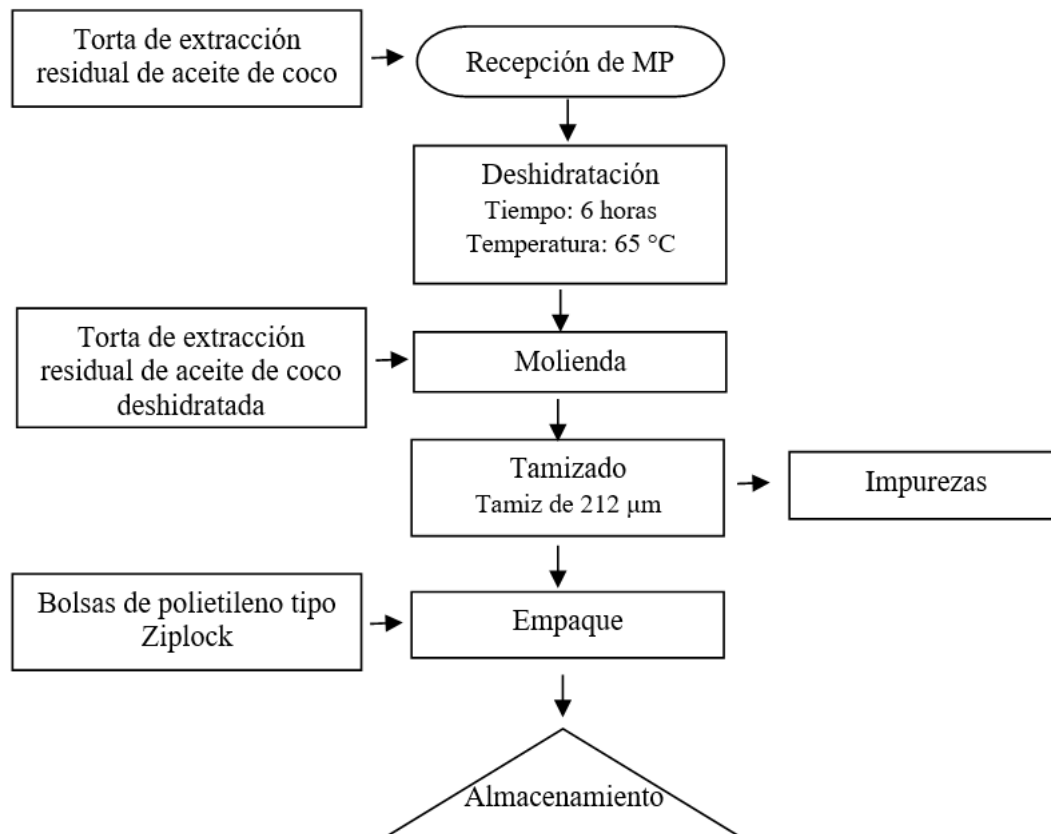 Torta de extracción
residual de aceite de coco
Recepción de MP
Deshidratación
Tiempo: 6 horas
Temperatura: 65 °C
Torta de extracción
residual de aceite de coco
deshidratada
Molienda
Tamizado
Tamiz de 212 μm
Impurezas
Bolsas de polietileno tipo
Ziplock
Empaque
Almacenamiento